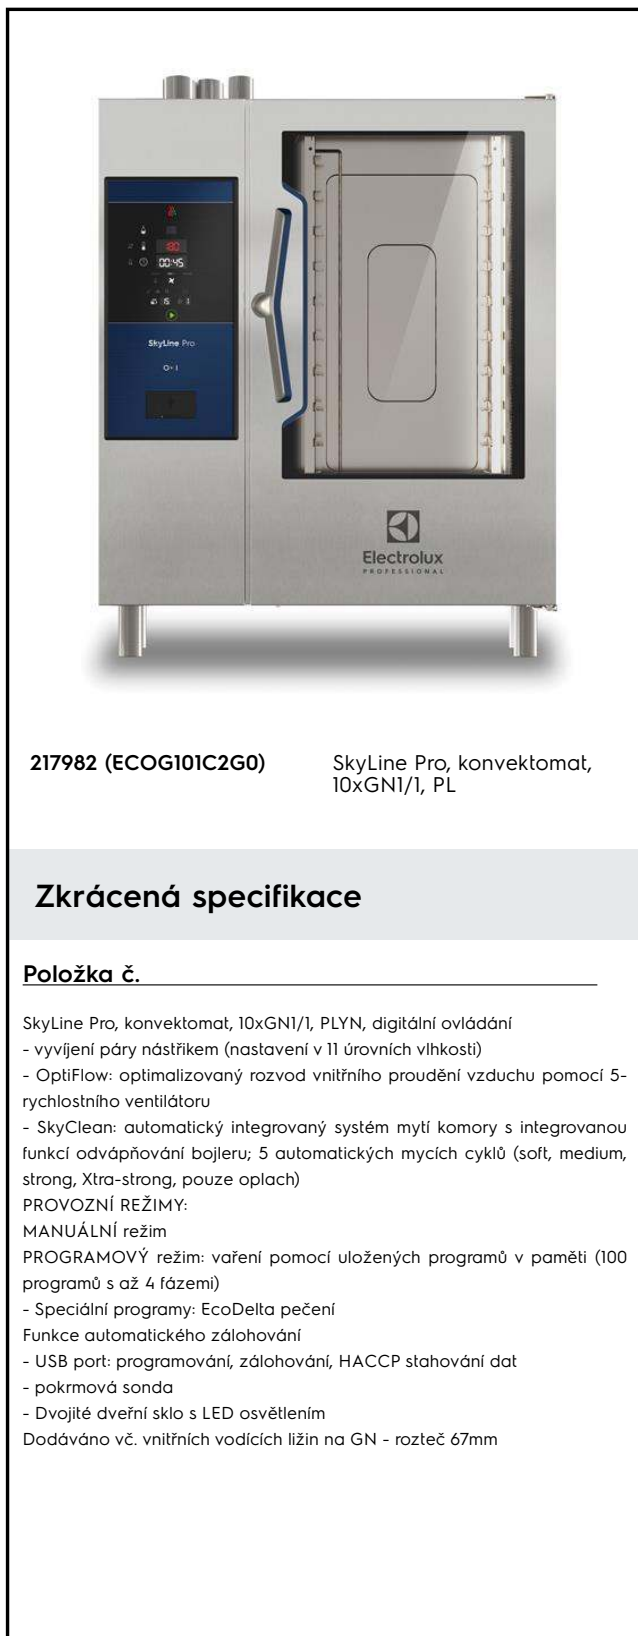 180
00:45
SkyLine Pro
Electrolux
PROFESSIONAL
217982 (ECOG101C2G0)
SkyLine Pro, konvektomat,
10xGN1/1, PL
Zkrácená specifikace
Položka č.
SkyLine Pro, konvektomat, 10xGN1/1, PLYN, digitální ovládání
- vyvíjení páry nástřikem (nastavení v 11 úrovních vlhkosti)
- OptiFlow: optimalizovaný rozvod vnitřního proudění vzduchu pomocí 5-
rychlostního ventilátoru
- SkyClean: automatický integrovaný systém mytí komory s integrovanou
funkcí odvápňování bojleru; 5 automatických mycích cyklů (soft, medium,
strong, Xtra-strong, pouze oplach)
PROVOZNÍ REŽIMY:
MANUÁLNÍ režim
PROGRAMOVÝ režim: vaření pomocí uložených programů v paměti (100
programů s až 4 fázemi)
- Speciální programy: EcoDelta pečení
Funkce automatického zálohování
- USB port: programování, zálohování, HACCP stahování dat
- pokrmová sonda
- Dvojité dveřní sklo s LED osvětlením
Dodáváno vč. vnitřních vodících ližin na GN - rozteč 67mm